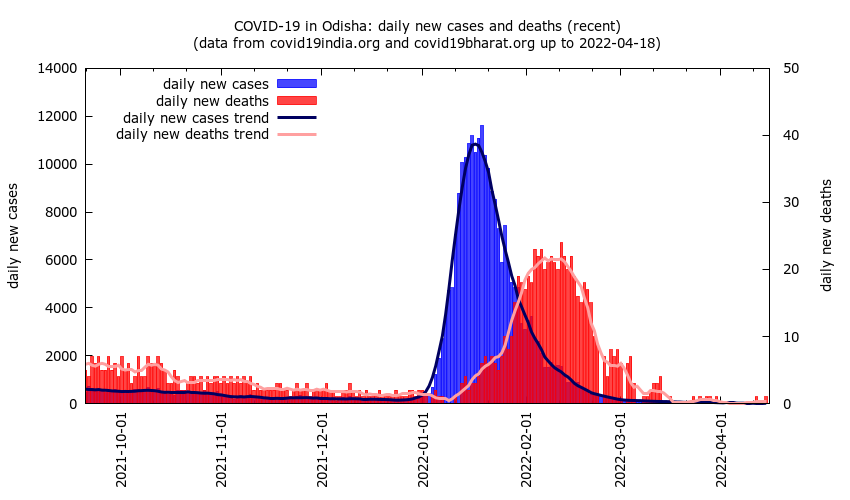 COVID-19 in Odisha: daily new cases and deaths (recent)
(data from covid19india.org and covid19bharat.org up to 2022-04-18)
daily new cases
daily new deaths
daily new cases trend
daily new deaths trend
14000
12000
10000
8000
6000
4000
2000
0
daily new cases
50
40
30
20
10
0
daily new deaths
2021-10-01
2021-11-01
2021-12-01
2022-01-01
2022-02-01
2022-03-01
2022-04-01